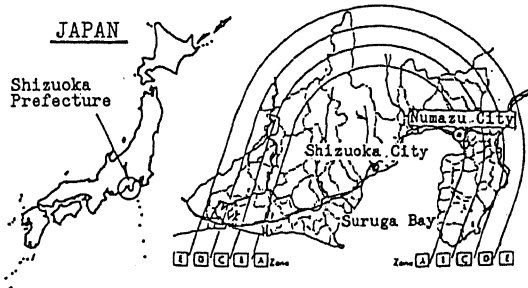 JAPAN
Shizuoka
Prefecture
Numazu City
Shizuoka City
Suruga Bay
E D C B A Zone
Zone A C D E